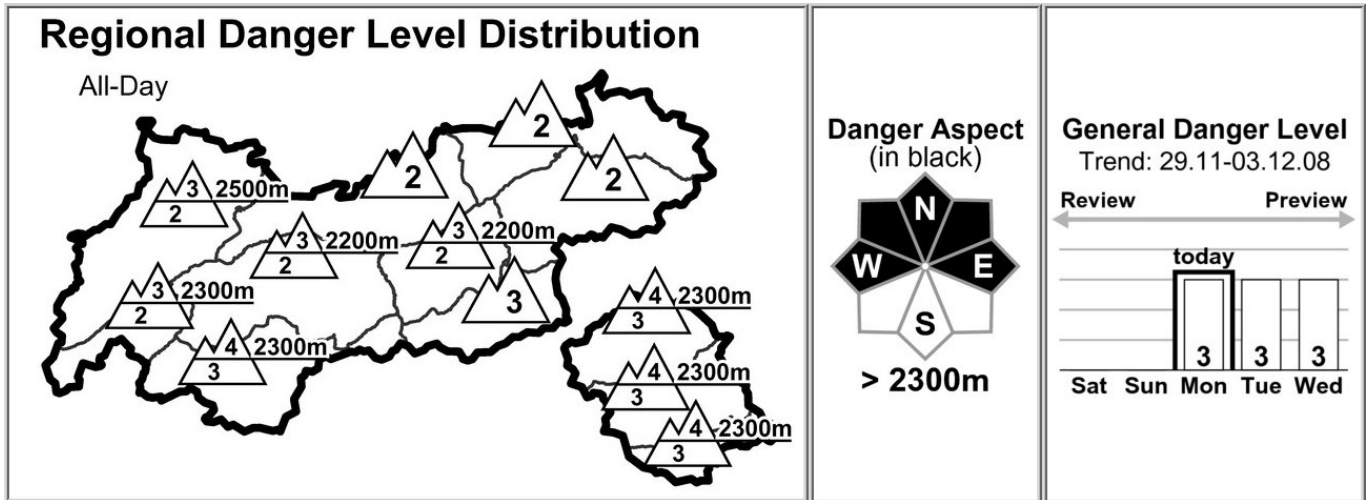 Regional Danger Level Distribution
All-Day
2
2
2
3 2500m
2
3 2200m
2
3 2200m
2
3 2300m
2
3
4 2300m
3
4 2300m
3
4 2300m
3
4 2300m
3
Danger Aspect
(in black)
N
W E
S
> 2300m
General Danger Level
Trend: 29.11-03.12.08
Review Preview
today
3 3 3
Sat Sun Mon Tue Wed